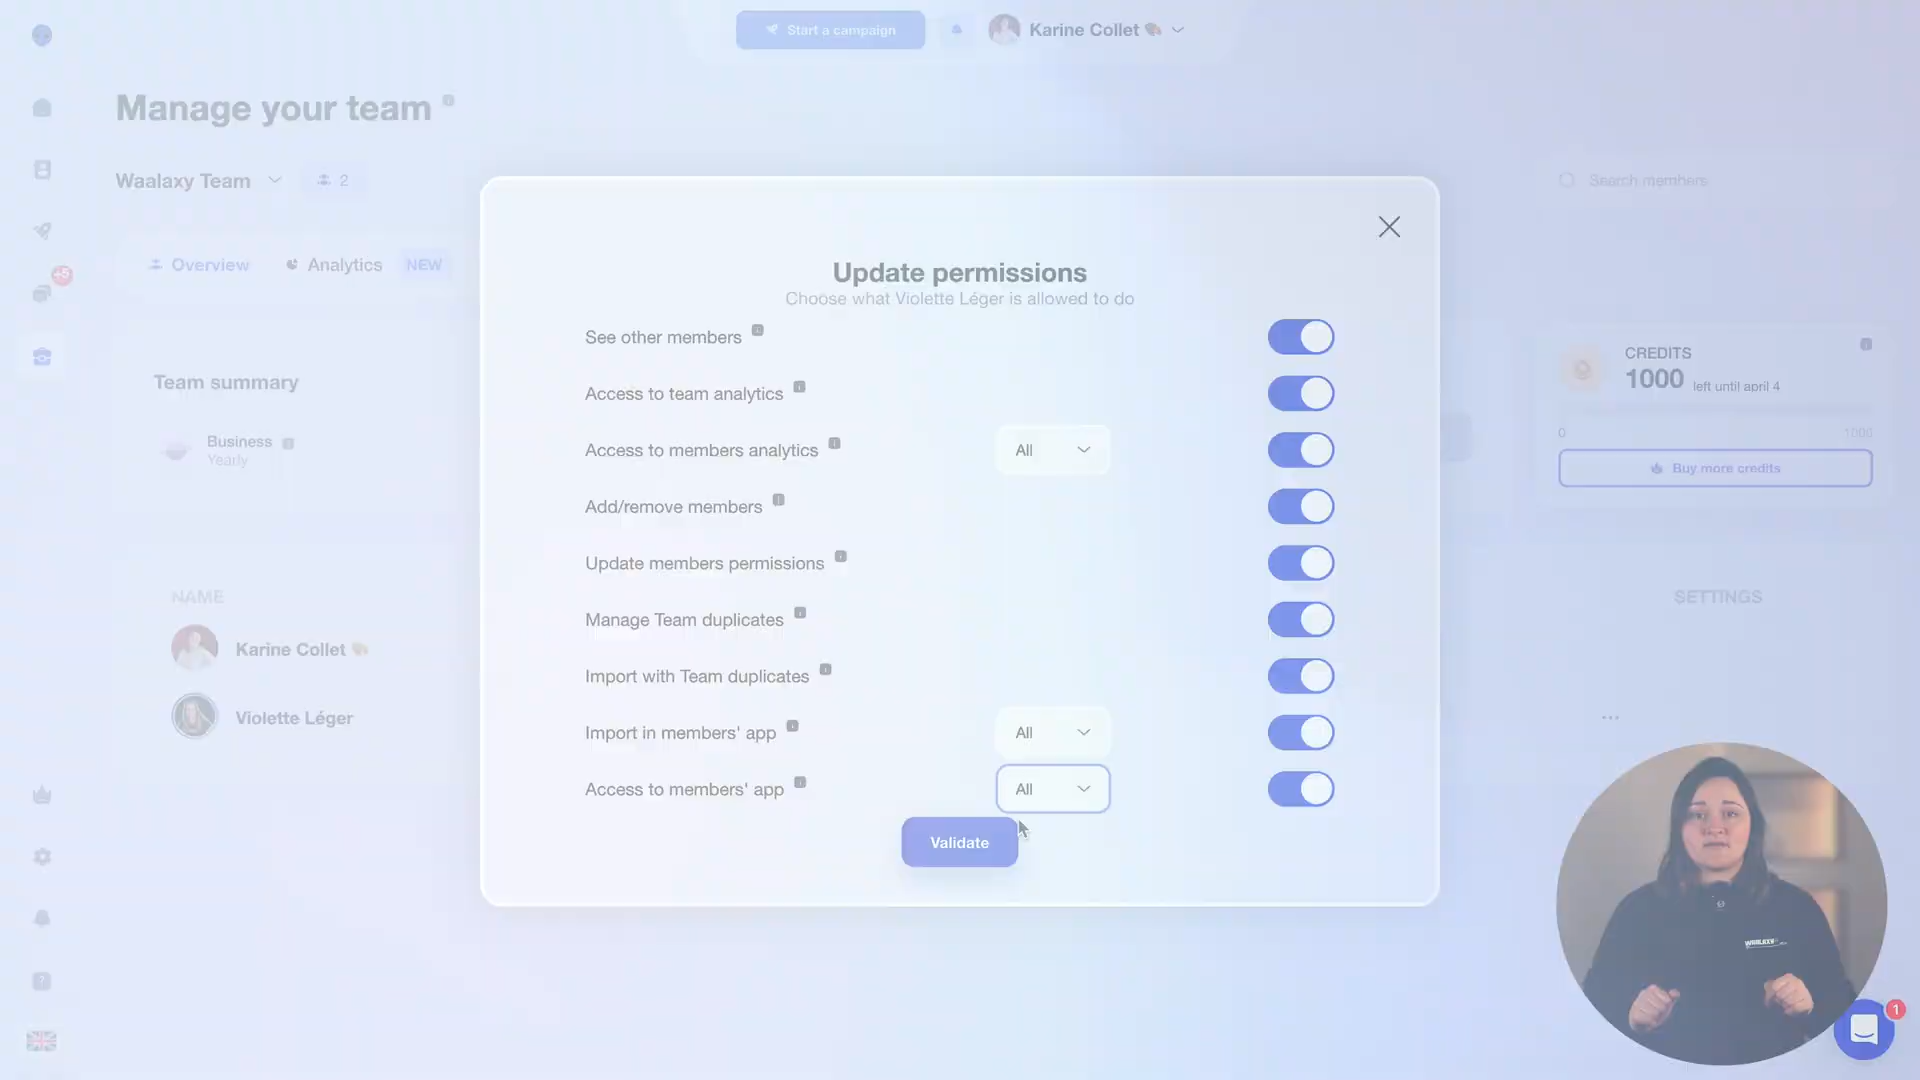 Start a campaign
Karine Collet
Manage your team
Waalaxy Team
2
Search members
+5
Overview
Analytics
NEW
Update permissions
Choose what Violette Léger is allowed to do
See other members
Access to team analytics
Access to members analytics
All
Add/remove members
Update members permissions
Manage Team duplicates
Import with Team duplicates
Import in members' app
All
Access to members' app
All
Validate
Team summary
Business
Yearly
CREDITS
1000 left until april 4
0
1000
Buy more credits
NAME
SETTINGS
Karine Collet
Violette Léger
...
?
WAALAXY
1